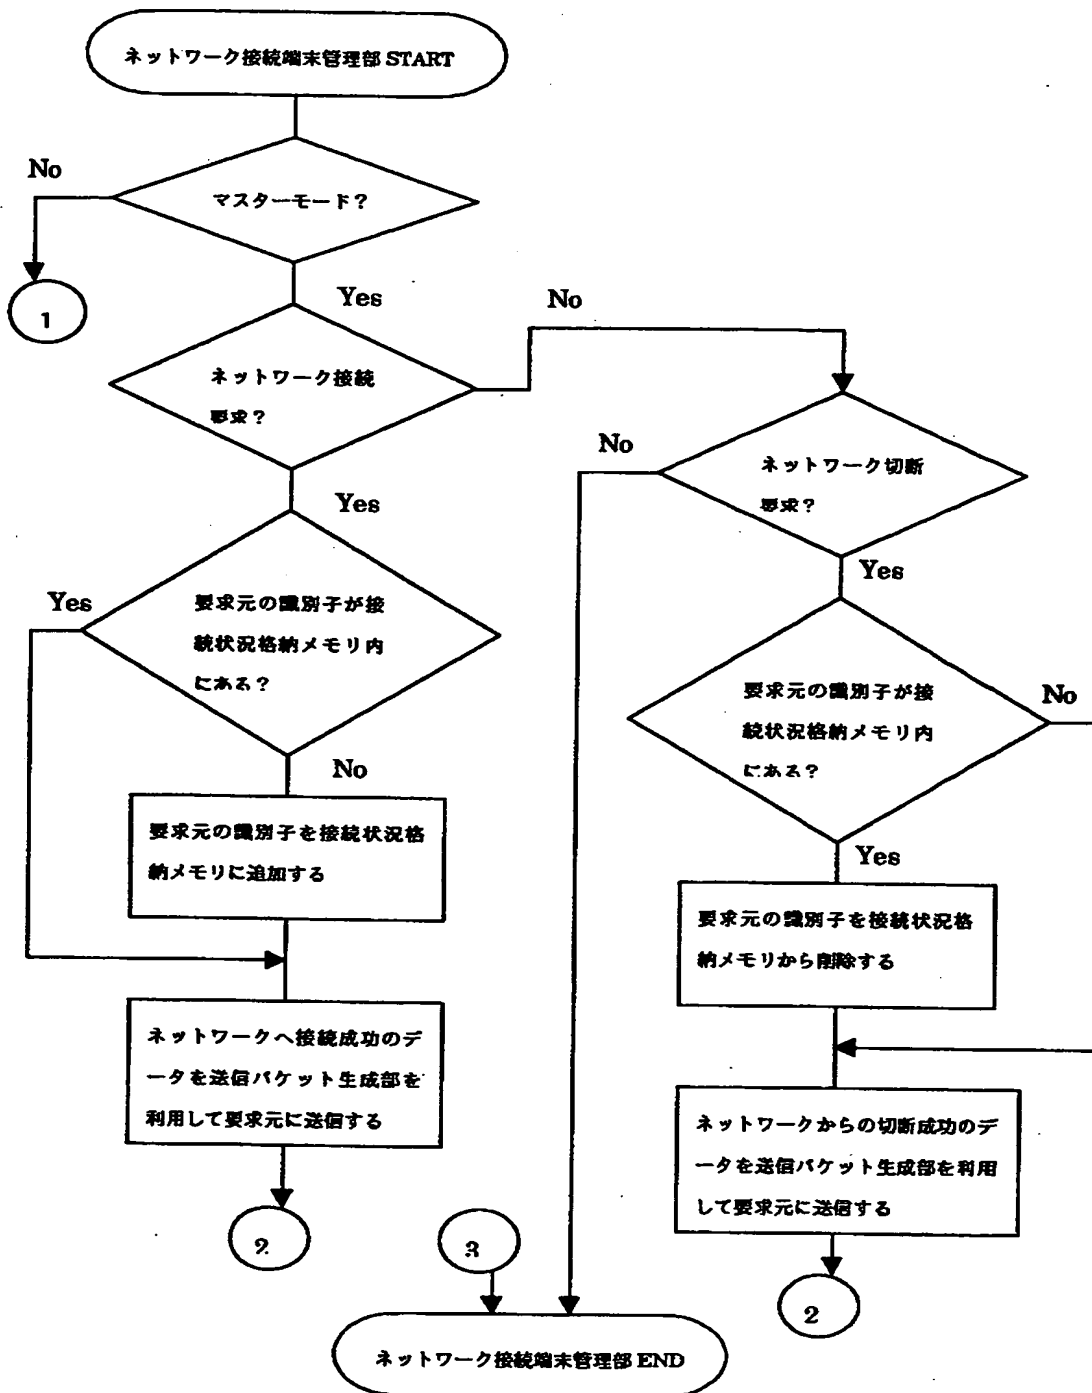 ネットワーク接続端末管理部 START
No
マスターモード？
1
Yes
No
ネットワーク接続
要求？
Yes
No
ネットワーク切断
要求？
Yes
Yes
要求元の識別子が接
続状況格納メモリ内
にある？
No
要求元の識別子が接
続状況格納メモリ内
にある？
No
Yes
要求元の識別子を接続状況格
納メモリに追加する
要求元の識別子を接続状況格
納メモリから削除する
ネットワークへ接続成功のデ
ータを送信パケット生成部を
利用して要求元に送信する
ネットワークからの切断成功のデ
ータを送信パケット生成部を利用
して要求元に送信する
2
3
2
ネットワーク接続端末管理部 END